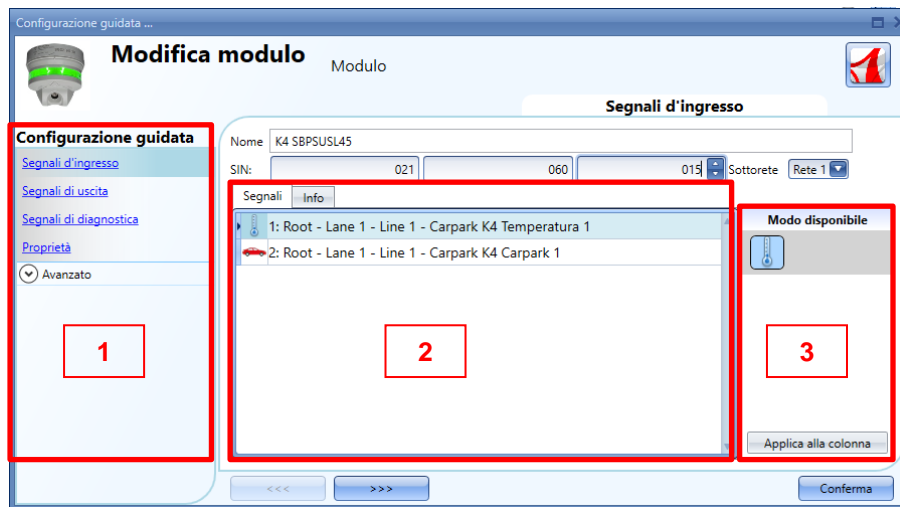 Configurazione guidata ...
Modifica modulo
Modulo
Segnali d'ingresso
Configurazione guidata
Segnali d'ingresso
Segnali di uscita
Segnali di diagnostica
Proprietà
Avanzato
1
Nome K4 SBPSUSL45
SIN: 021 060 015 Sottorete Rete 1
Segnali Info
1: Root - Lane 1 - Line 1 - Carpark K4 Temperatura 1
2: Root - Lane 1 - Line 1 - Carpark K4 Carpark 1
2
Modo disponibile
3
Applica alla colonna
<<< >>> Conferma